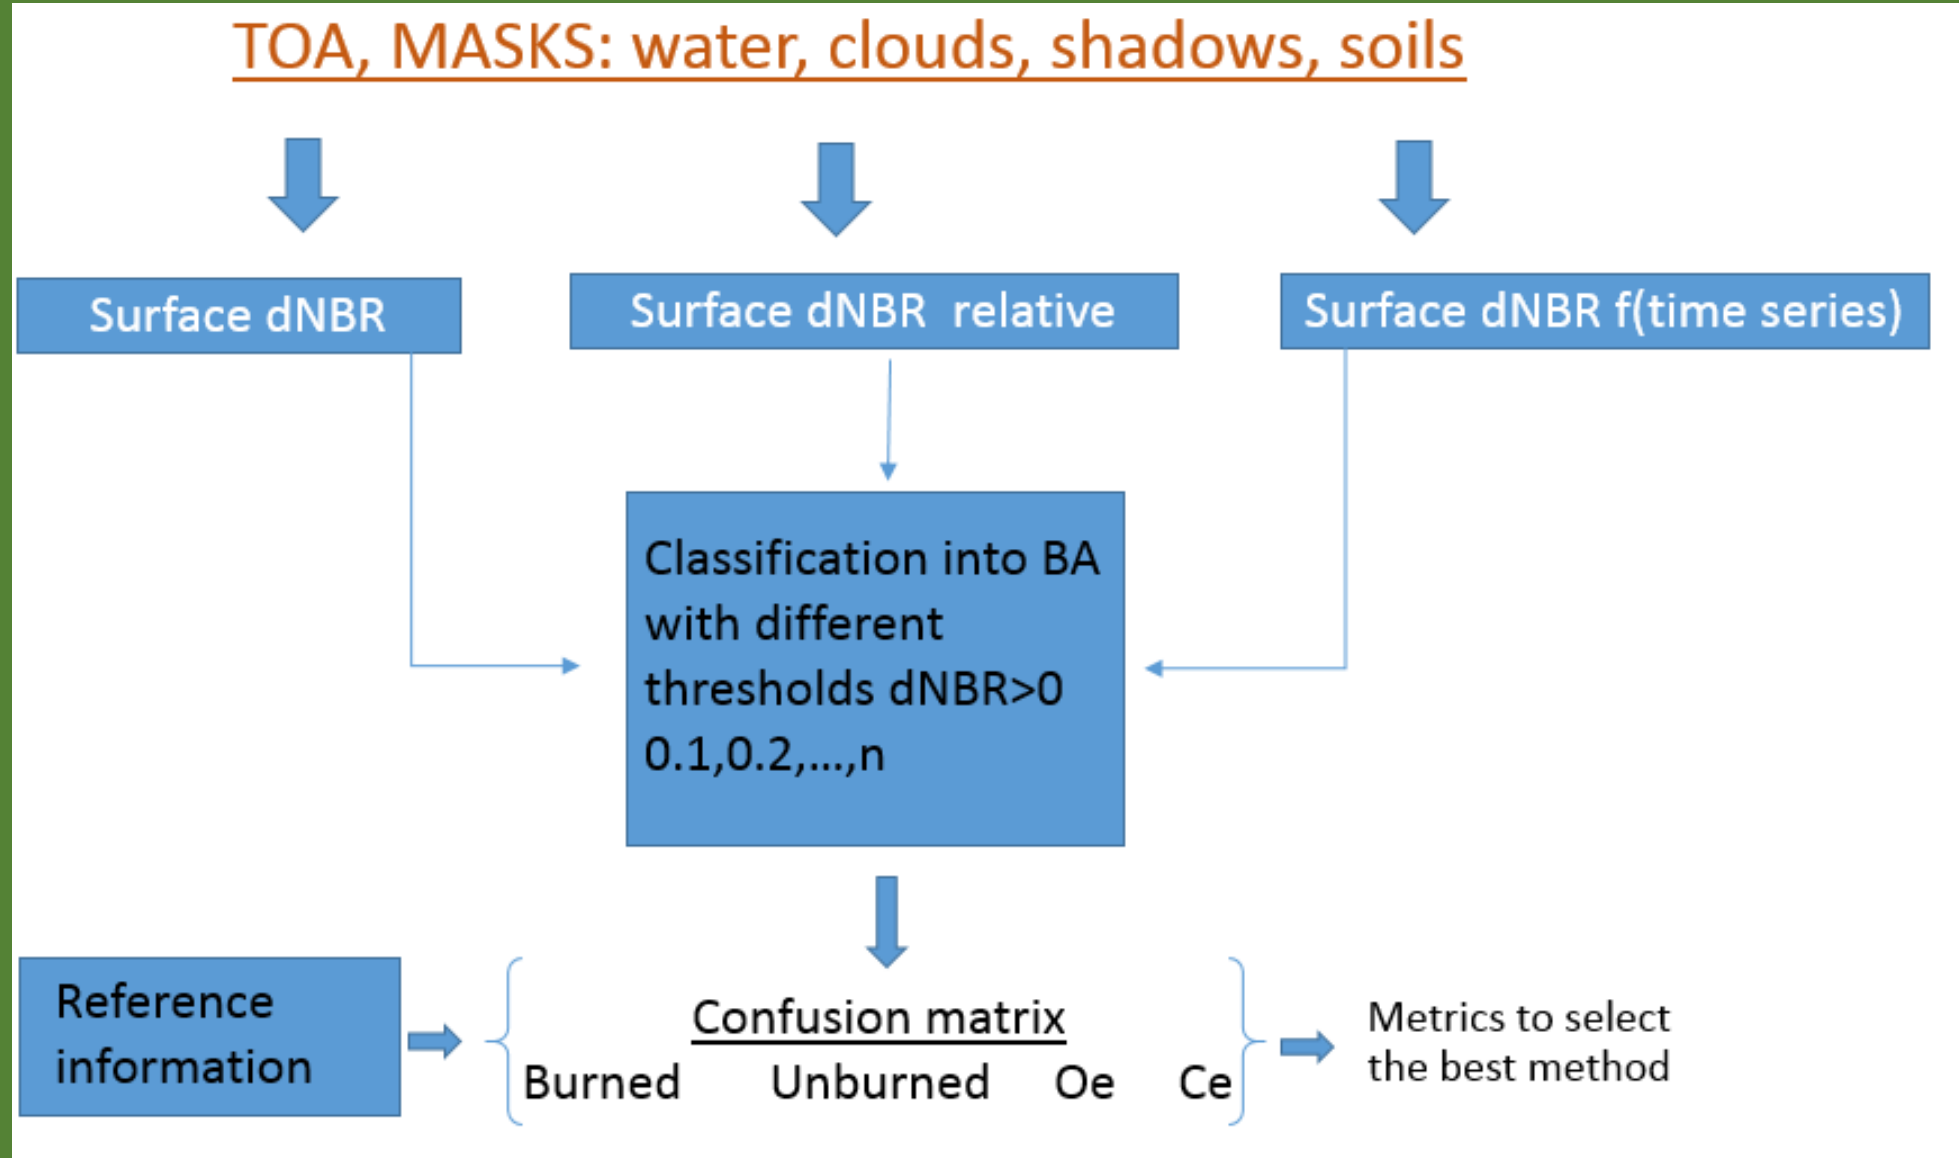 TOA, MASKS: water, clouds, shadows, soils
Surface dNBR
Surface dNBR relative
Surface dNBR f(time series)
Classification into BA
with different
thresholds dNBR>0
0.1,0.2,...,n
Reference
information
Confusion matrix
Burned Unburned Oe Ce
Metrics to select
the best method